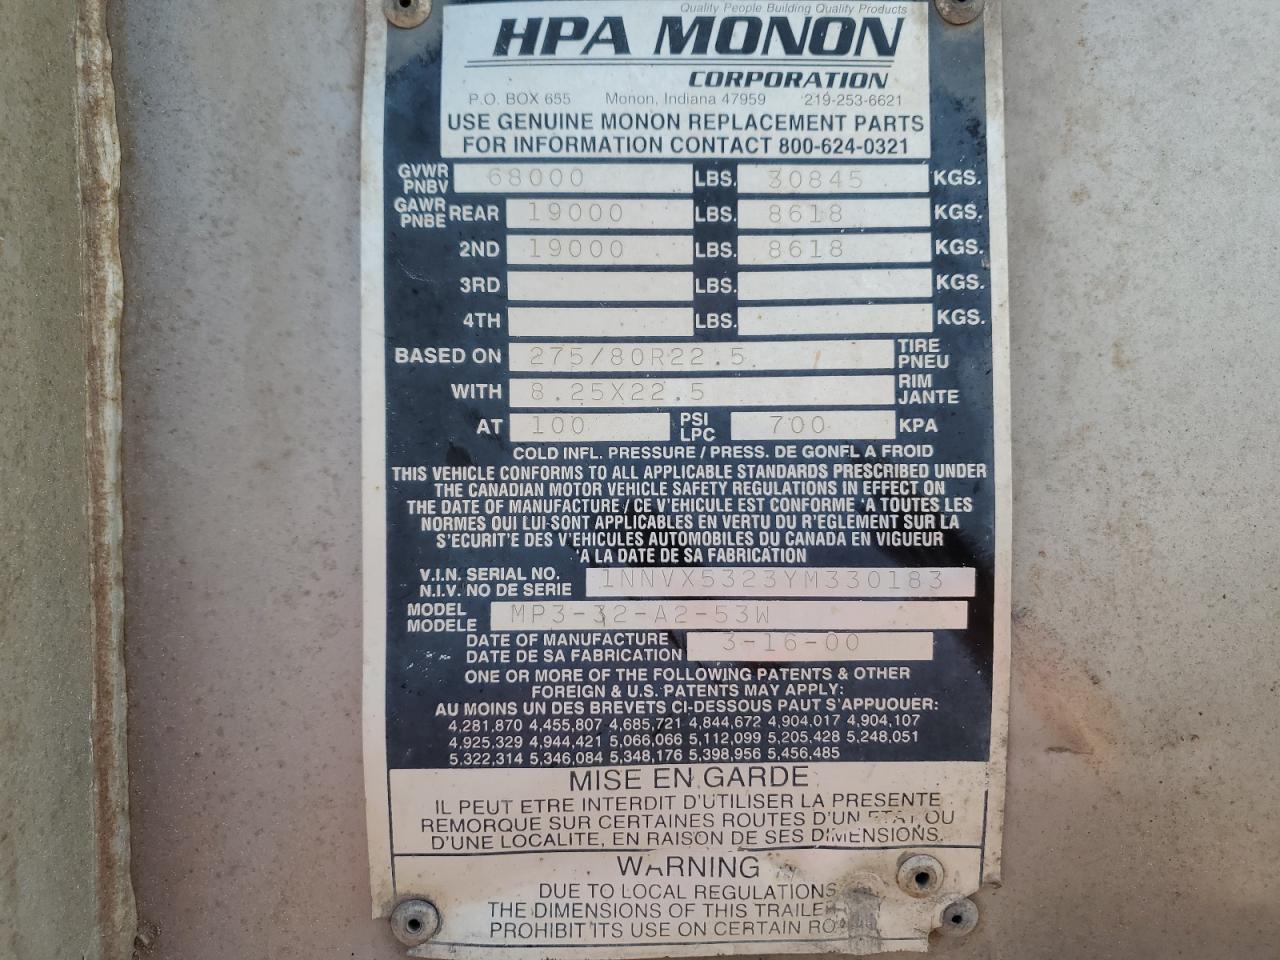 Quality People Building Quality Products
HPA MONON
CORPORATION
P.O. BOX 655 Monon, Indiana 47959 219-253-6621
USE GENUINE MONON REPLACEMENT PARTS
FOR INFORMATION CONTACT 800-624-0321
GVWR PNBV 68000 LBS. 30845 KGS.
GAWR PNBE REAR 19000 LBS. 8618 KGS.
2ND 19000 LBS. 8618 KGS.
3RD LBS. KGS.
4TH LBS. KGS.
BASED ON 275/80R22.5 TIRE PNEU
WITH 8.25X22.5 RIM JANTE
AT 100 PSI LPC 700 KPA
COLD INFL. PRESSURE / PRESS. DE GONFL A FROID
THIS VEHICLE CONFORMS TO ALL APPLICABLE STANDARDS PRESCRIBED UNDER
THE CANADIAN MOTOR VEHICLE SAFETY REGULATIONS IN EFFECT ON
THE DATE OF MANUFACTURE / CE V'EHICULE EST CONFORME 'A TOUTES LES
NORMES QUI LUI-SONT APPLICABLES EN VERTU DU R'EGLEMENT SUR LA
S'ECURIT'E DES V'EHICULES AUTOMOBILES DU CANADA EN VIGUEUR
'A LA DATE DE SA FABRICATION
V.I.N. SERIAL NO. 1NNVX5323YM330183
N.I.V. NO DE SERIE
MODEL MP3-32-A2-53W
MODELE
DATE OF MANUFACTURE 3-16-00
DATE DE SA FABRICATION
ONE OR MORE OF THE FOLLOWING PATENTS & OTHER
FOREIGN & U.S. PATENTS MAY APPLY:
AU MOINS UN DES BREVETS CI-DESSOUS PAUT S'APPUOUER:
4,281,870 4,455,807 4,685,721 4,844,672 4,904,017 4,904,107
4,925,329 4,944,421 5,066,066 5,112,099 5,205,428 5,248,051
5,322,314 5,346,084 5,348,176 5,398,956 5,456,485
MISE EN GARDE
IL PEUT ETRE INTERDIT D'UTILISER LA PRESENTE
REMORQUE SUR CERTAINES ROUTES D'UN ETAT OU
D'UNE LOCALITE, EN RAISON DE SES DIMENSIONS.
WARNING
DUE TO LOCAL REGULATIONS
THE DIMENSIONS OF THIS TRAILE
PROHIBIT ITS USE ON CERTAIN RO